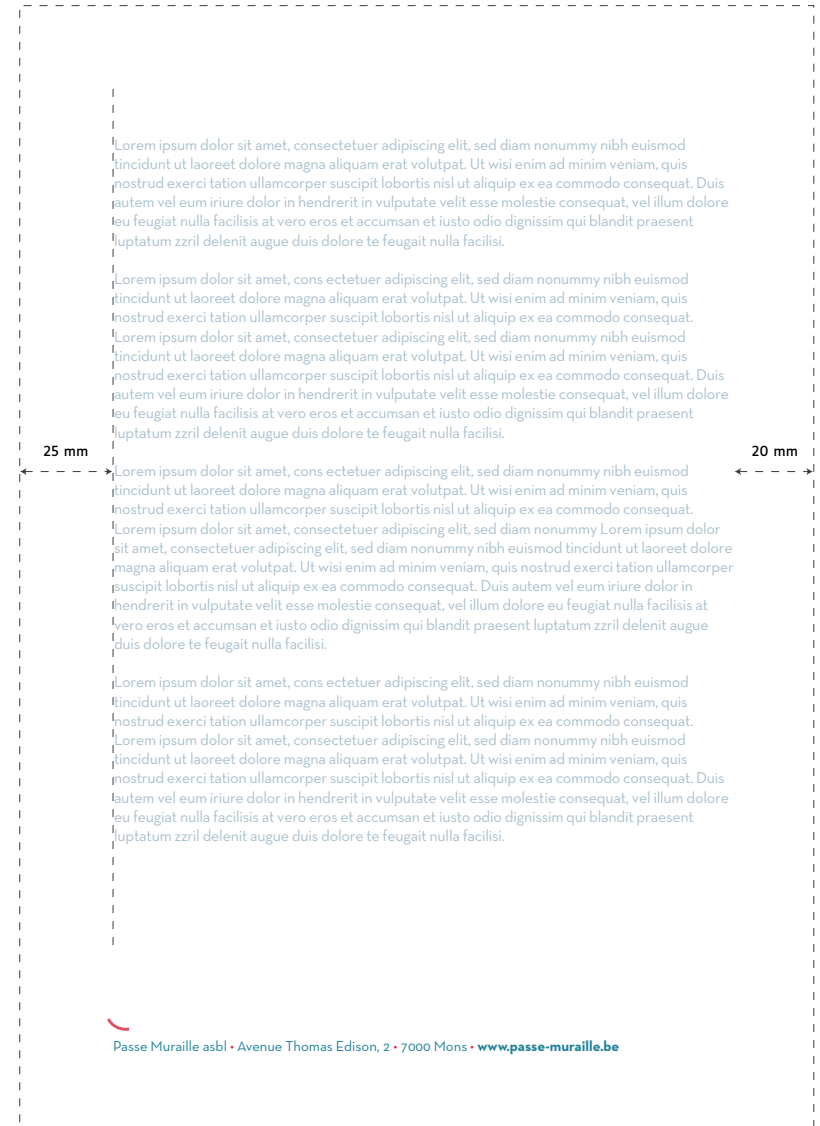 Lorem ipsum dolor sit amet, consectetuer adipiscing elit, sed diam nonummy nibh euismod
tincidunt ut laoreet dolore magna aliquam erat volutpat. Ut wisi enim ad minim veniam, quis
nostrud exerci tation ullamcorper suscipit lobortis nisl ut aliquip ex ea commodo consequat. Duis
autem vel eum iriure dolor in hendrerit in vulputate velit esse molestie consequat, vel illum dolore
eu feugiat nulla facilisis at vero eros et accumsan et iusto odio dignissim qui blandit praesent
luptatum zzril delenit augue duis dolore te feugait nulla facilisi.
Lorem ipsum dolor sit amet, cons ectetuer adipiscing elit, sed diam nonummy nibh euismod
tincidunt ut laoreet dolore magna aliquam erat volutpat. Ut wisi enim ad minim veniam, quis
nostrud exerci tation ullamcorper suscipit lobortis nisl ut aliquip ex ea commodo consequat.
Lorem ipsum dolor sit amet, consectetuer adipiscing elit, sed diam nonummy nibh euismod
tincidunt ut laoreet dolore magna aliquam erat volutpat. Ut wisi enim ad minim veniam, quis
nostrud exerci tation ullamcorper suscipit lobortis nisl ut aliquip ex ea commodo consequat. Duis
autem vel eum iriure dolor in hendrerit in vulputate velit esse molestie consequat, vel illum dolore
eu feugiat nulla facilisis at vero eros et accumsan et iusto odio dignissim qui blandit praesent
luptatum zzril delenit augue duis dolore te feugait nulla facilisi.
25 mm
20 mm
Lorem ipsum dolor sit amet, cons ectetuer adipiscing elit, sed diam nonummy nibh euismod
tincidunt ut laoreet dolore magna aliquam erat volutpat. Ut wisi enim ad minim veniam, quis
nostrud exerci tation ullamcorper suscipit lobortis nisl ut aliquip ex ea commodo consequat.
Lorem ipsum dolor sit amet, consectetuer adipiscing elit, sed diam nonummy Lorem ipsum dolor
sit amet, consectetuer adipiscing elit, sed diam nonummy nibh euismod tincidunt ut laoreet dolore
magna aliquam erat volutpat. Ut wisi enim ad minim veniam, quis nostrud exerci tation ullamcorper
suscipit lobortis nisl ut aliquip ex ea commodo consequat. Duis autem vel eum iriure dolor in
hendrerit in vulputate velit esse molestie consequat, vel illum dolore eu feugiat nulla facilisis at
vero eros et accumsan et iusto odio dignissim qui blandit praesent luptatum zzril delenit augue
duis dolore te feugait nulla facilisi.
Lorem ipsum dolor sit amet, cons ectetuer adipiscing elit, sed diam nonummy nibh euismod
tincidunt ut laoreet dolore magna aliquam erat volutpat. Ut wisi enim ad minim veniam, quis
nostrud exerci tation ullamcorper suscipit lobortis nisl ut aliquip ex ea commodo consequat.
Lorem ipsum dolor sit amet, consectetuer adipiscing elit, sed diam nonummy nibh euismod
tincidunt ut laoreet dolore magna aliquam erat volutpat. Ut wisi enim ad minim veniam, quis
nostrud exerci tation ullamcorper suscipit lobortis nisl ut aliquip ex ea commodo consequat. Duis
autem vel eum iriure dolor in hendrerit in vulputate velit esse molestie consequat, vel illum dolore
eu feugiat nulla facilisis at vero eros et accumsan et iusto odio dignissim qui blandit praesent
luptatum zzril delenit augue duis dolore te feugait nulla facilisi.
Passe Muraille asbl • Avenue Thomas Edison, 2 • 7000 Mons • www.passe-muraille.be